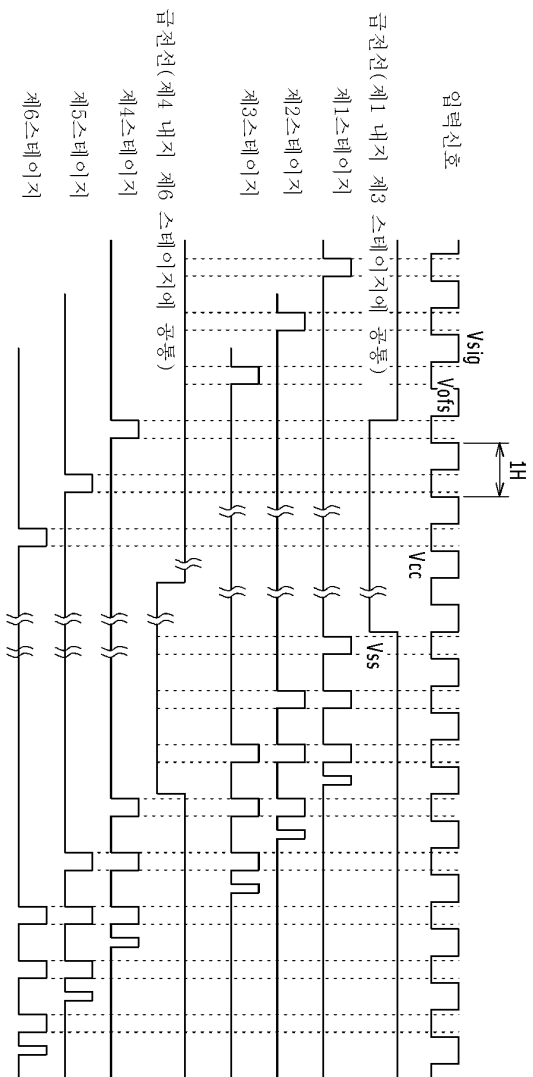 1H
입력신호
Vsig
Vofs
급전선(제1 내지 제3 스테이지에 공통)
Vcc
Vss
제1스테이지
제2스테이지
제3스테이지
급전선(제4 내지 제6 스테이지에 공통)
제4스테이지
제5스테이지
제6스테이지